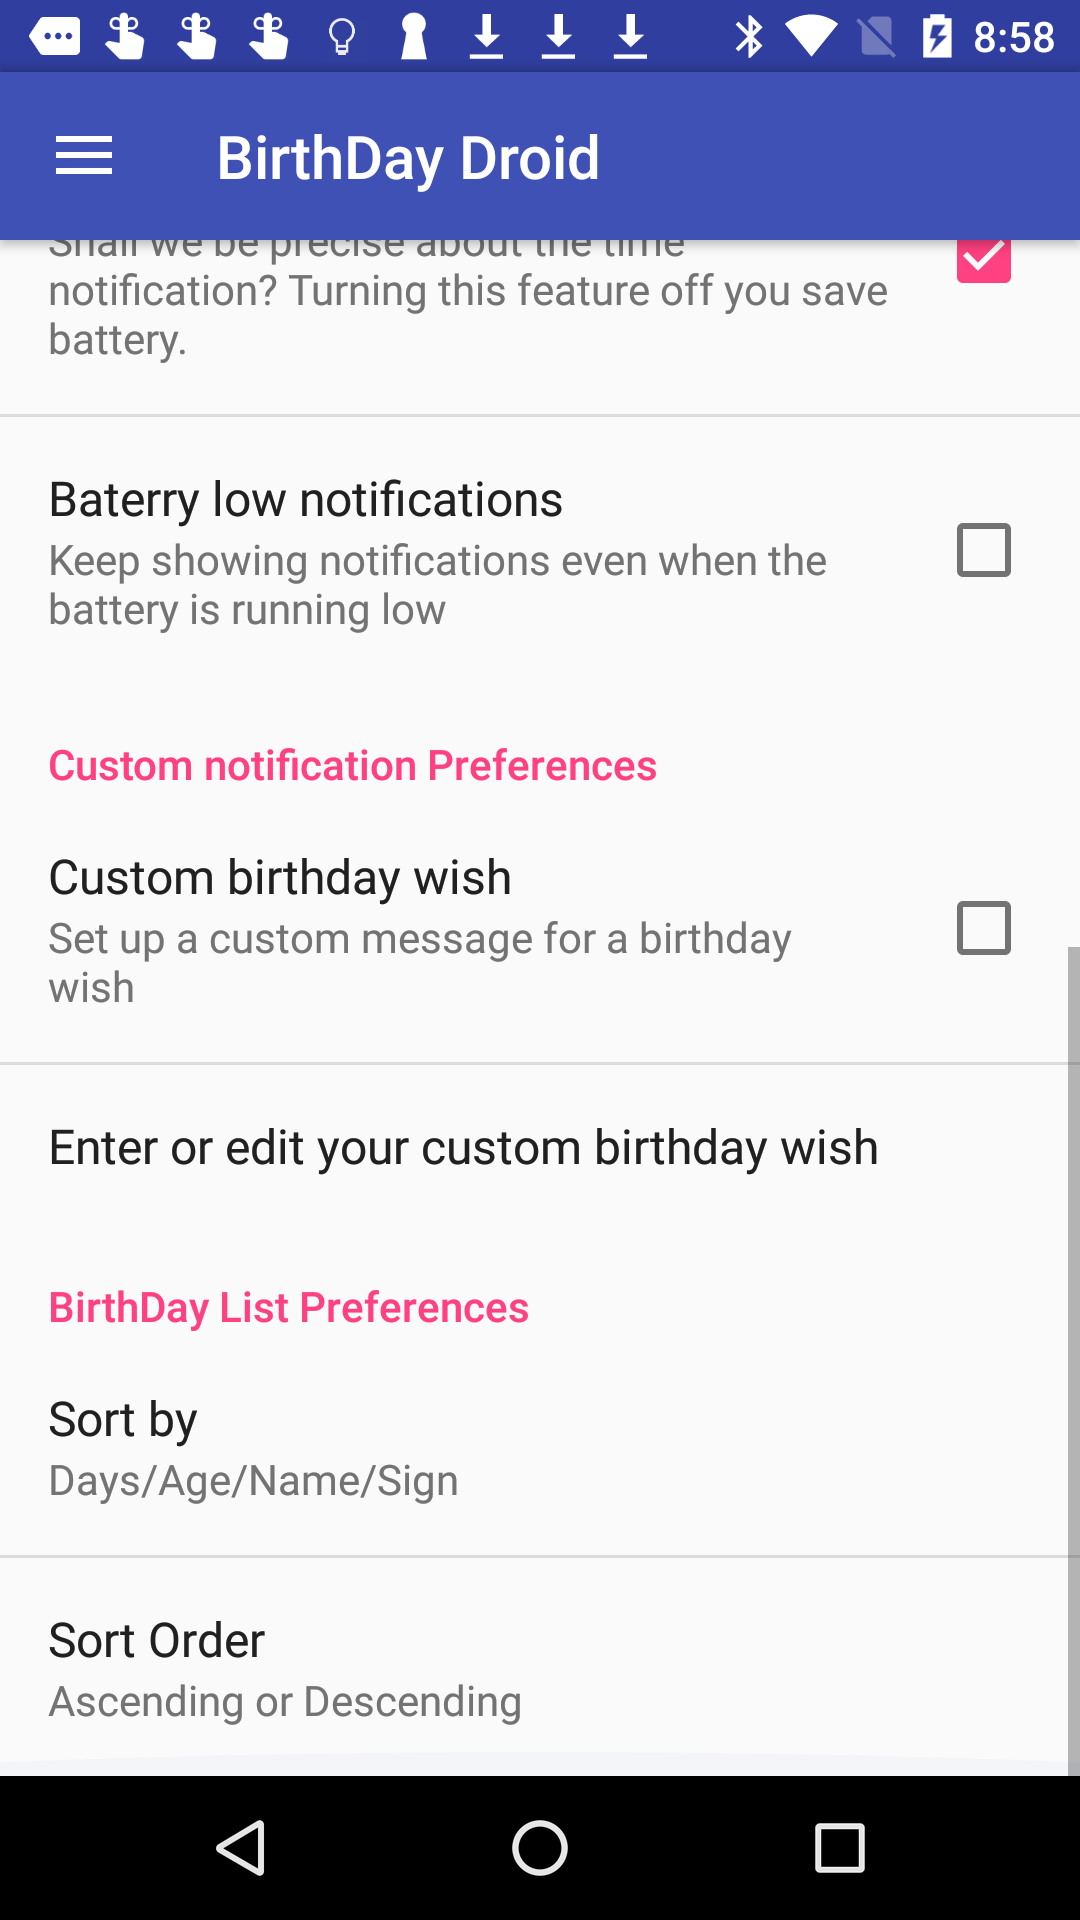 8:58
BirthDay Droid
Shall we be precise about the time
notification? Turning this feature off you save
battery.
Baterry low notifications
Keep showing notifications even when the
battery is running low
Custom notification Preferences
Custom birthday wish
Set up a custom message for a birthday
wish
Enter or edit your custom birthday wish
BirthDay List Preferences
Sort by
Days/Age/Name/Sign
Sort Order
Ascending or Descending